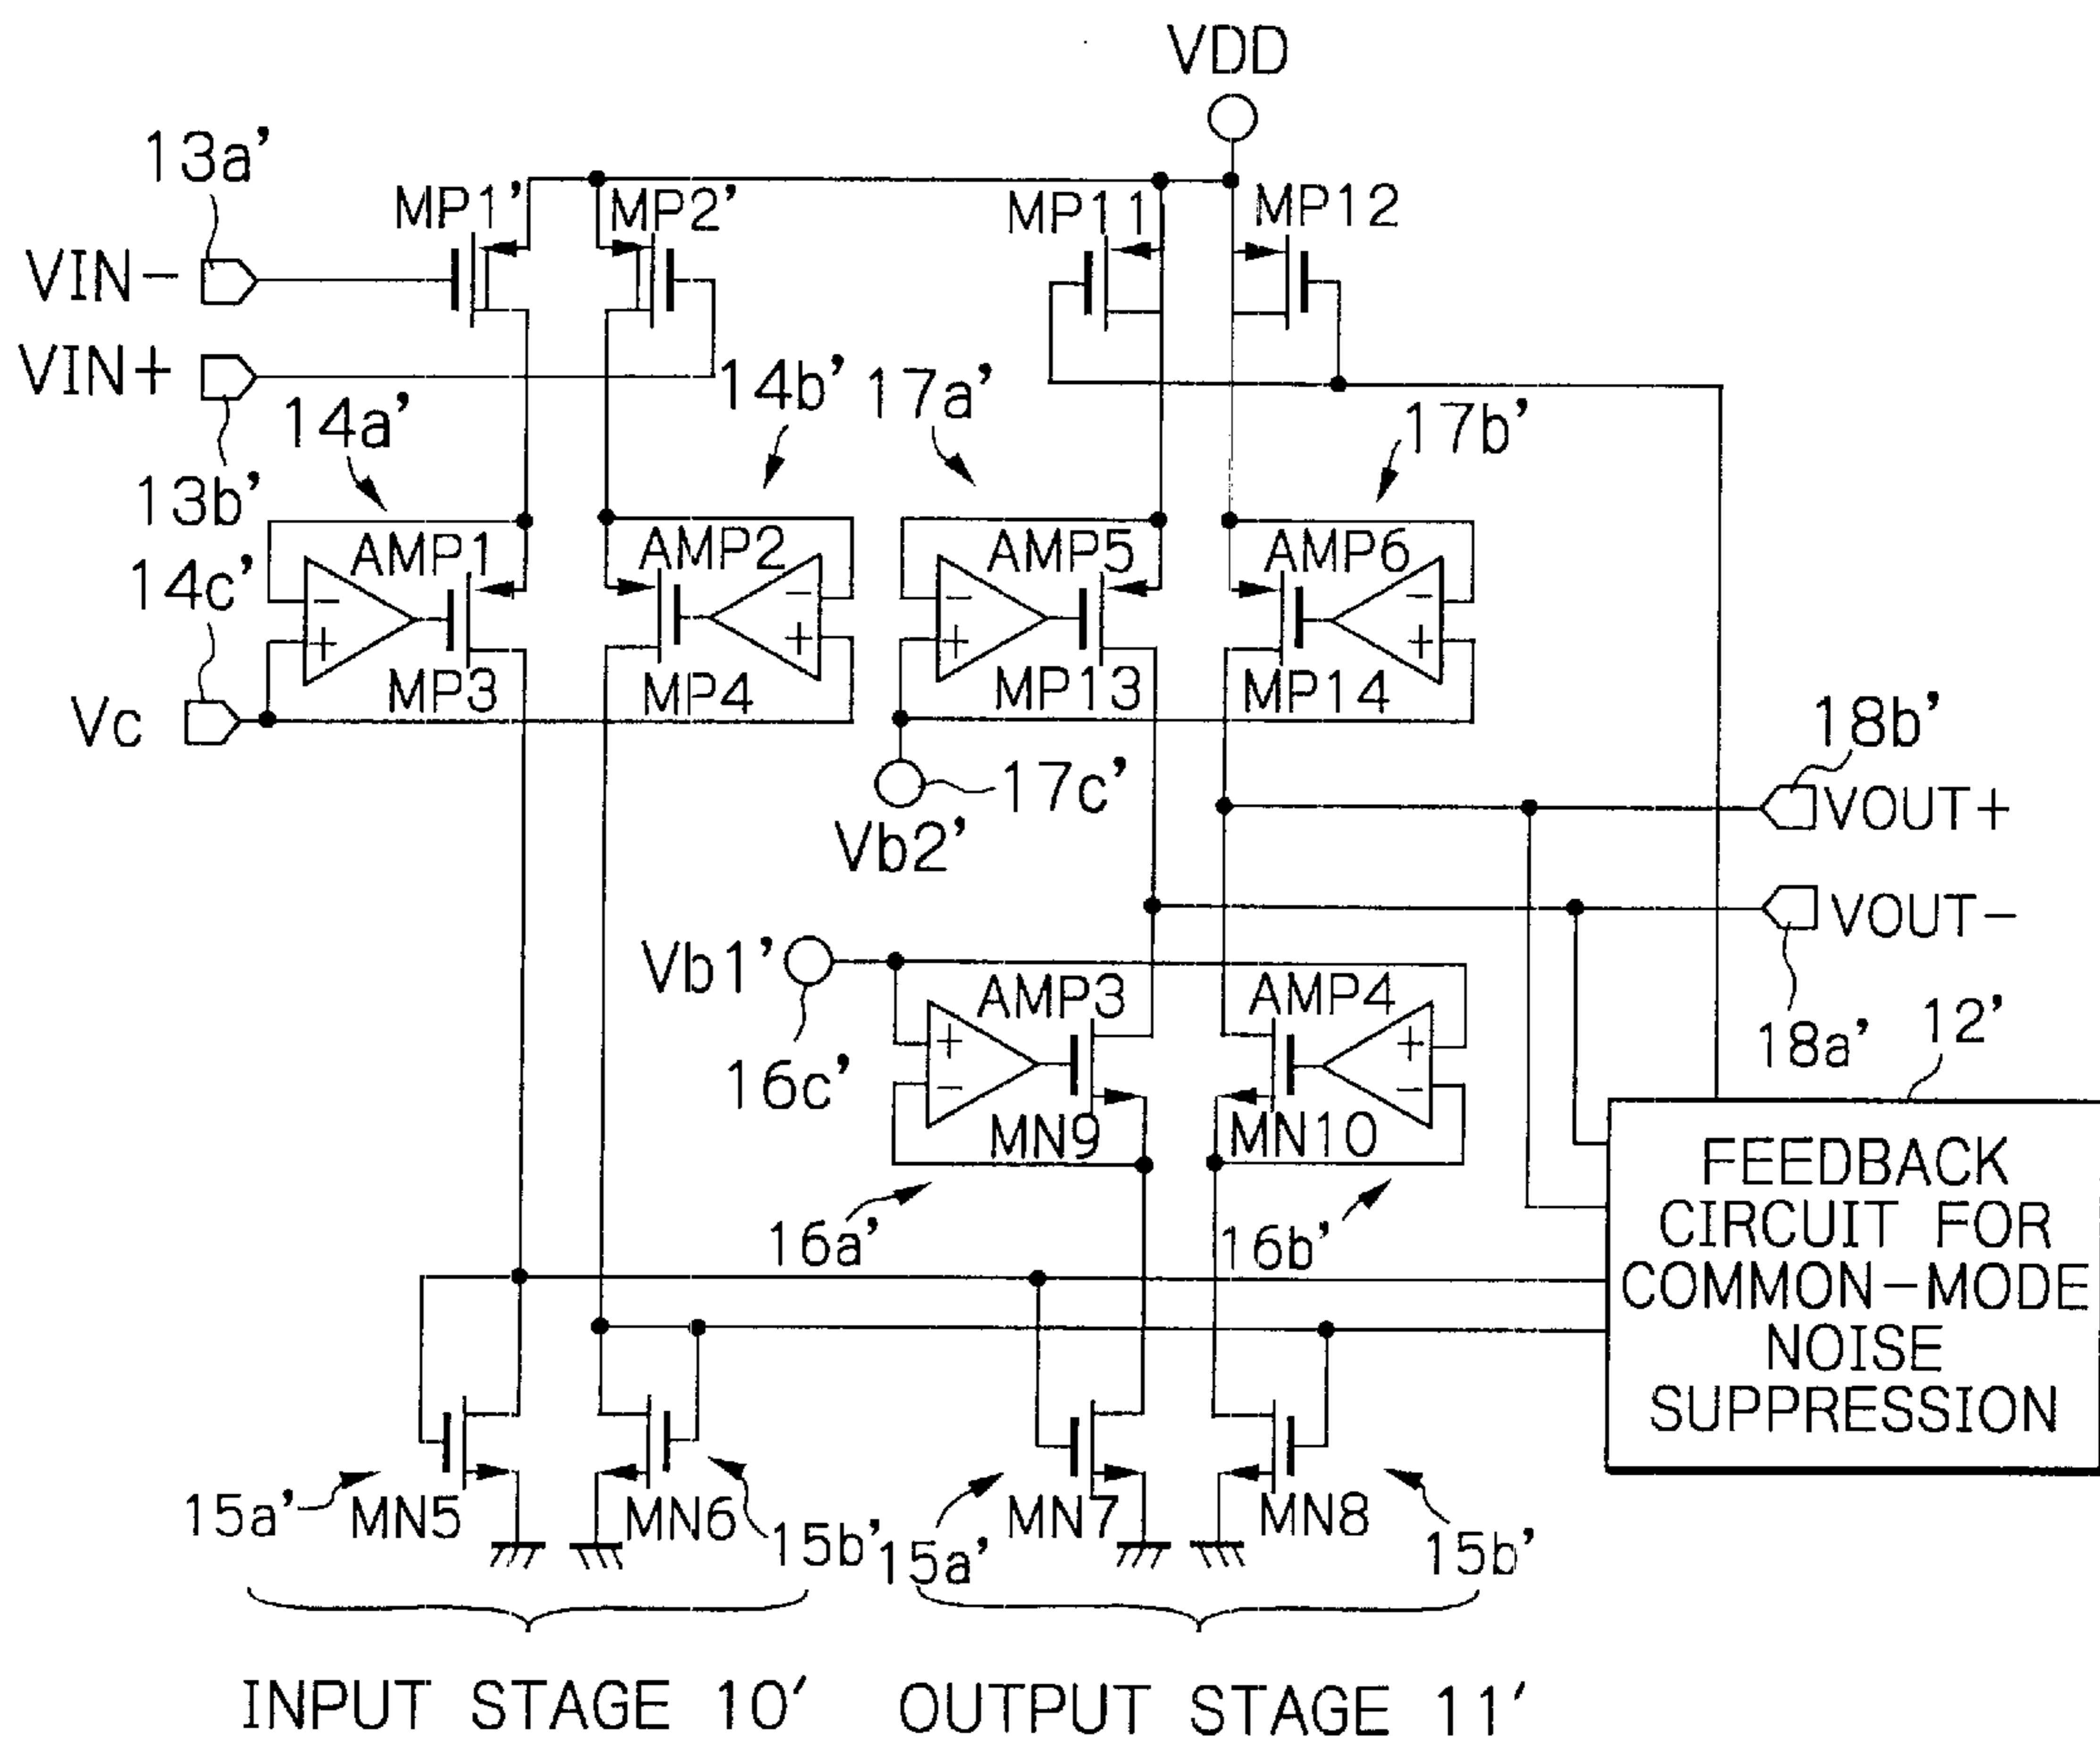 VDD
13a'
MP1'
MP2'
MP11
MP12
VIN-
VIN+
14a'
14b'
17a'
17b'
13b'
14c'
AMP1
AMP2
AMP5
AMP6
-
-
-
-
+
+
+
+
MP3
MP4
MP13
MP14
Vc
17c'
Vb2'
18b'
VOUT+
VOUT-
18a'
Vb1'
16c'
AMP3
AMP4
+
+
-
-
MN9
MN10
12'
16a'
16b'
FEEDBACK
CIRCUIT FOR
COMMON-MODE
NOISE
SUPPRESSION
15a'
MN5
MN6
15b'
15a'
MN7
MN8
15b'
INPUT STAGE 10'
OUTPUT STAGE 11'